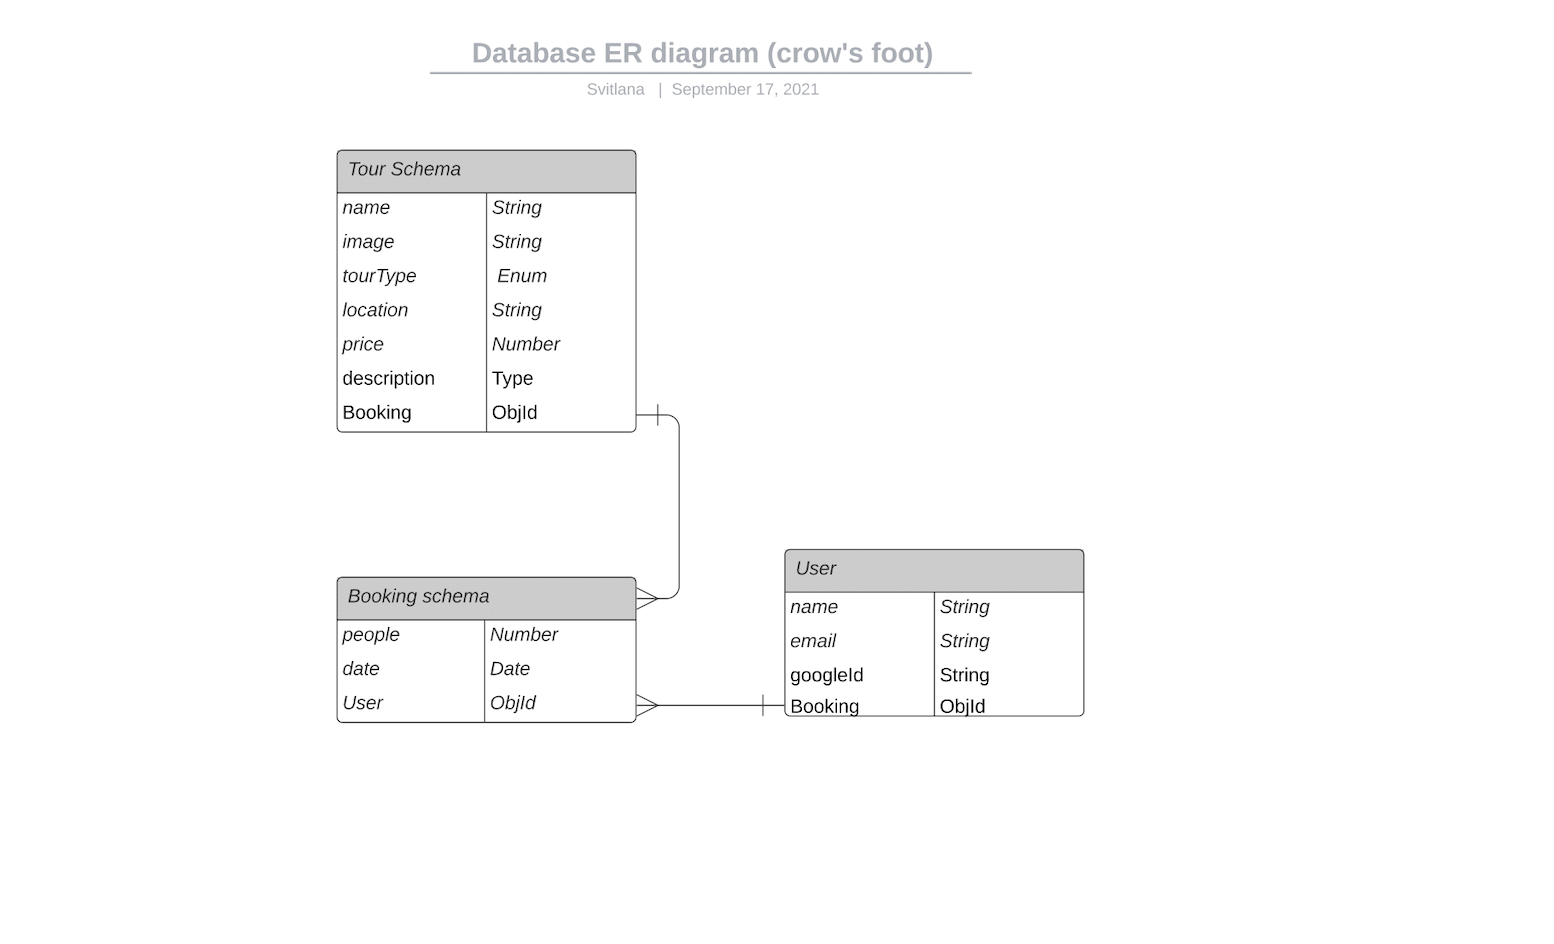 Database ER diagram (crow's foot)
Svitlana | September 17, 2021
Tour Schema
name String
image String
tourType Enum
location String
price Number
description Type
Booking ObjId
Booking schema
people Number
date Date
User ObjId
User
name String
email String
googleId String
Booking ObjId